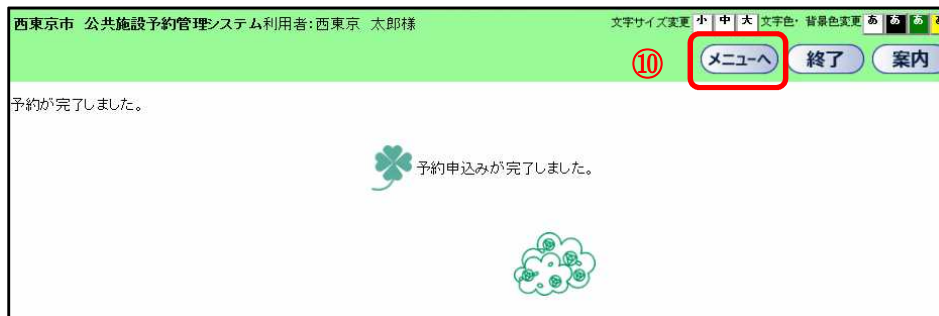 西東京市 公共施設予約管理システム利用者:西東京 太郎様 文字サイズ変更 小 中 大 文字色・背景色変更 あ あ あ
⑩ メニューへ 終了 案内
予約が完了しました。
予約申込みが完了しました。